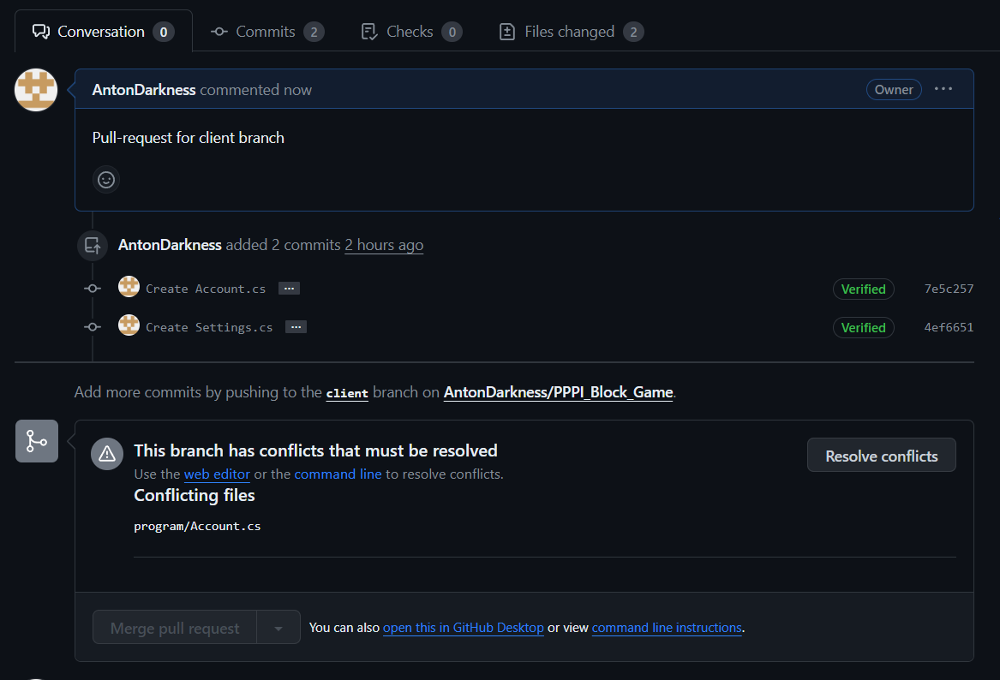 Conversation 0 Commits 2 Checks 0 Files changed 2
AntonDarkness commented now Owner ...
Pull-request for client branch
AntonDarkness added 2 commits 2 hours ago
Create Account.cs ... Verified 7e5c257
Create Settings.cs ... Verified 4ef6651
Add more commits by pushing to the client branch on AntonDarkness/PPPI_Block_Game.
This branch has conflicts that must be resolved
Resolve conflicts
Use the web editor or the command line to resolve conflicts.
Conflicting files
program/Account.cs
Merge pull request You can also open this in GitHub Desktop or view command line instructions.